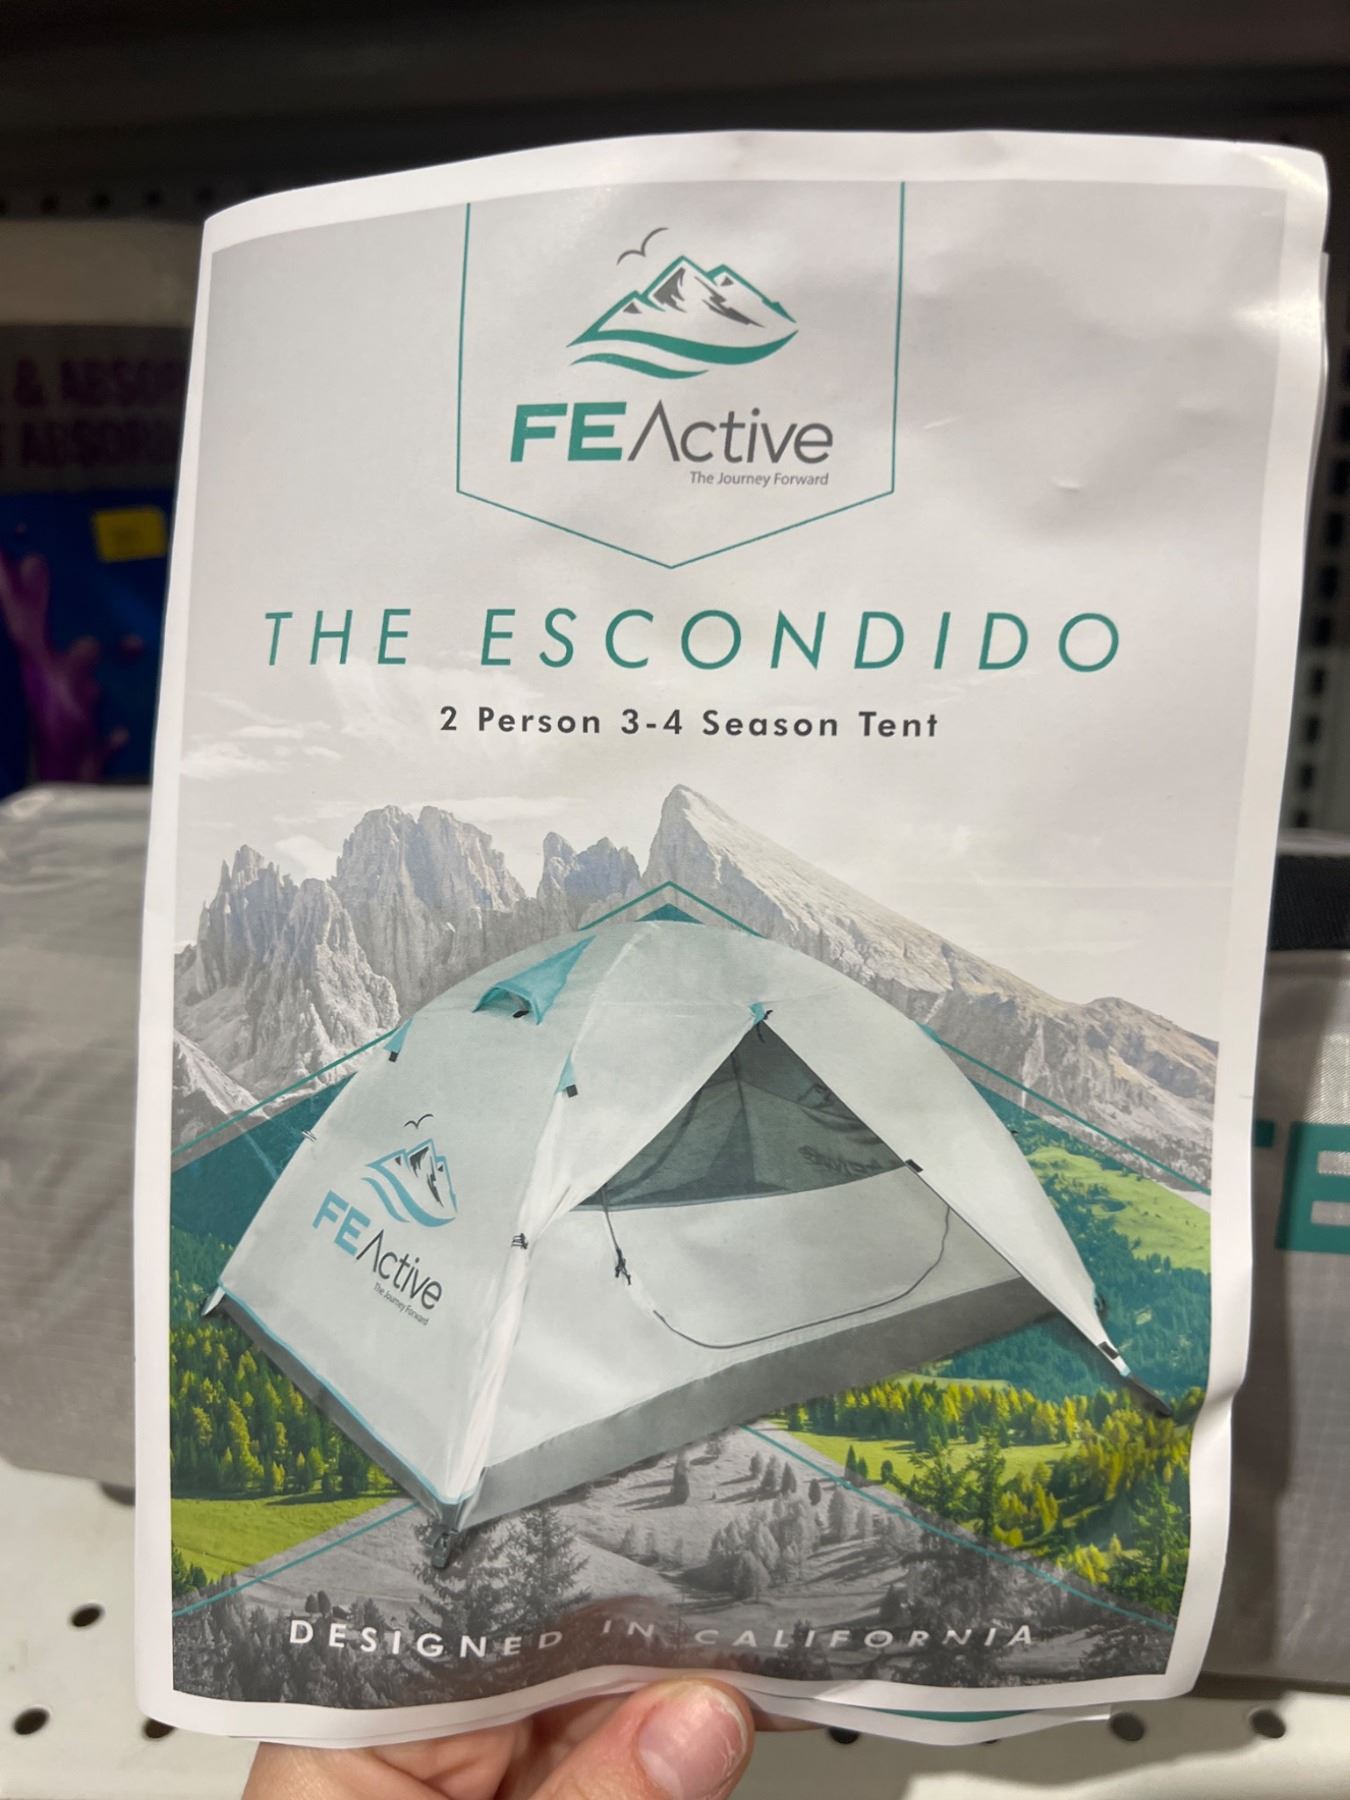 FEActive
The Journey Forward
THE ESCONDIDO
2 Person 3-4 Season Tent
FEActive
The Journey Forward
DESIGNED IN CALIFORNIA